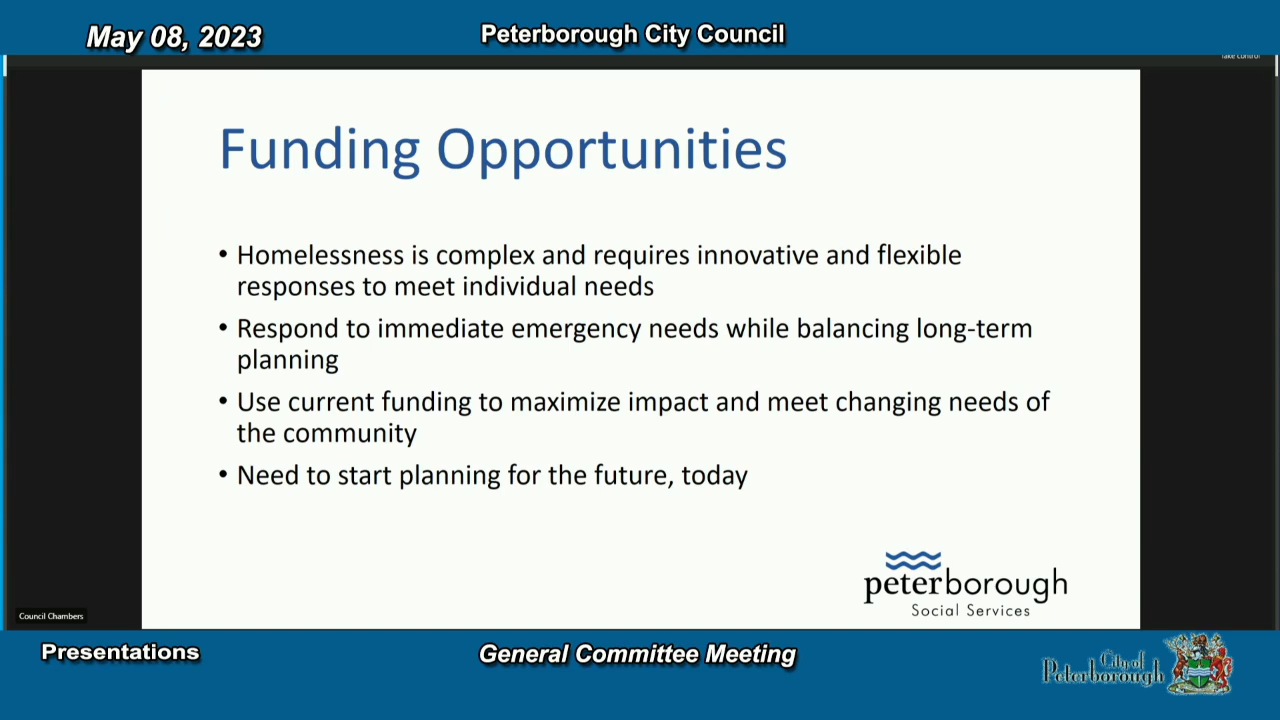 May 08, 2023
Peterborough City Council
Take Control
Funding Opportunities
• Homelessness is complex and requires innovative and flexible
responses to meet individual needs
• Respond to immediate emergency needs while balancing long-term
planning
• Use current funding to maximize impact and meet changing needs of
the community
• Need to start planning for the future, today
peterborough
Social Services
Council Chambers
Presentations
General Committee Meeting
City of
Peterborough